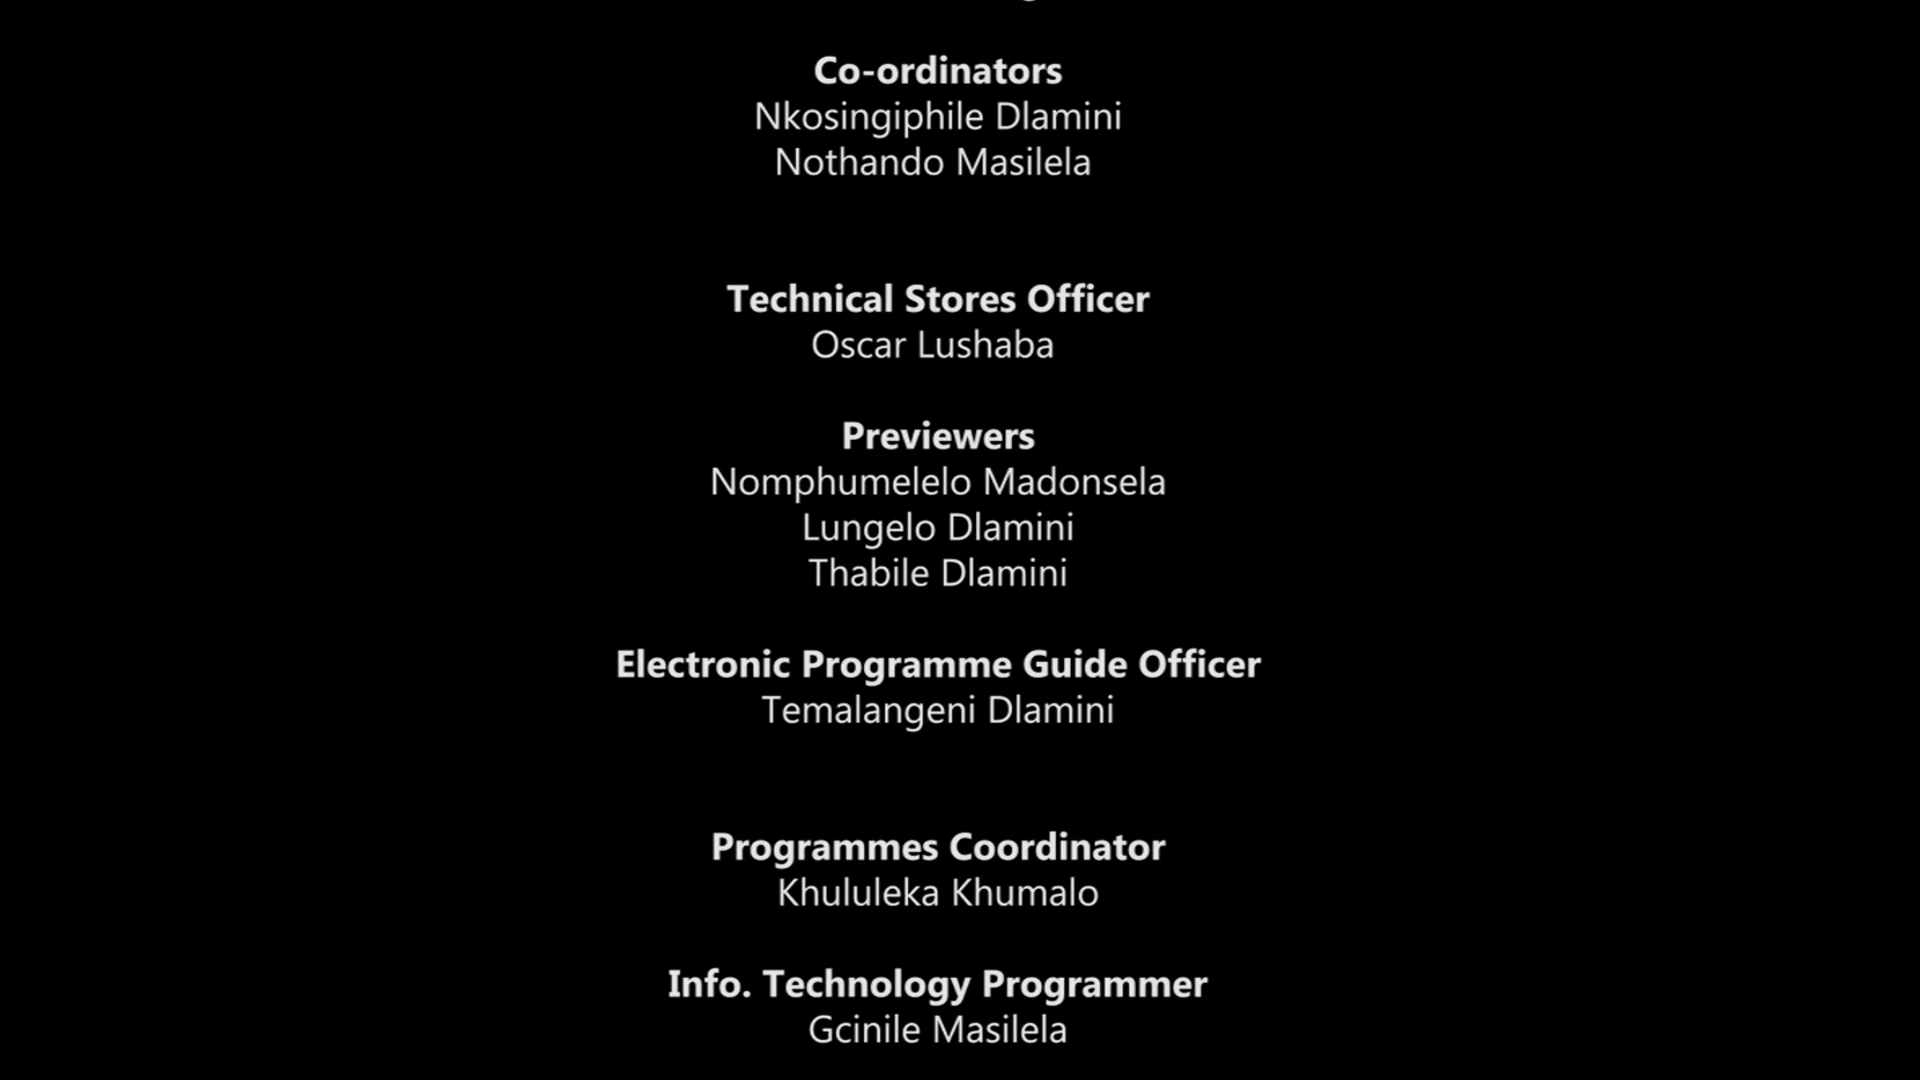 Co-ordinators
Nkosingiphile Dlamini
Nothando Masilela
Technical Stores Officer
Oscar Lushaba
Previewers
Nomphumelelo Madonsela
Lungelo Dlamini
Thabile Dlamini
Electronic Programme Guide Officer
Temalangeni Dlamini
Programmes Coordinator
Khululeka Khumalo
Info. Technology Programmer
Gcinile Masilela